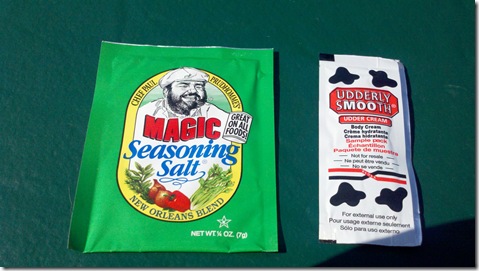 CHEF PAUL PRUDHOMME'S
MAGIC
GREAT
ON ALL
FOODS
Seasoning
Salt
NEW ORLEANS BLEND
NET WT. ¼ OZ. (7g)
UDDERLY
SMOOTH
UDDER CREAM
Body Cream
Crème hydratante
Crema hidratante
Sample pack
Échantillon
Paquete de muestra
Not for resale
Ne peut être vendu
No se venda
For external use only
Pour usage externe seulement
Sólo para uso externo